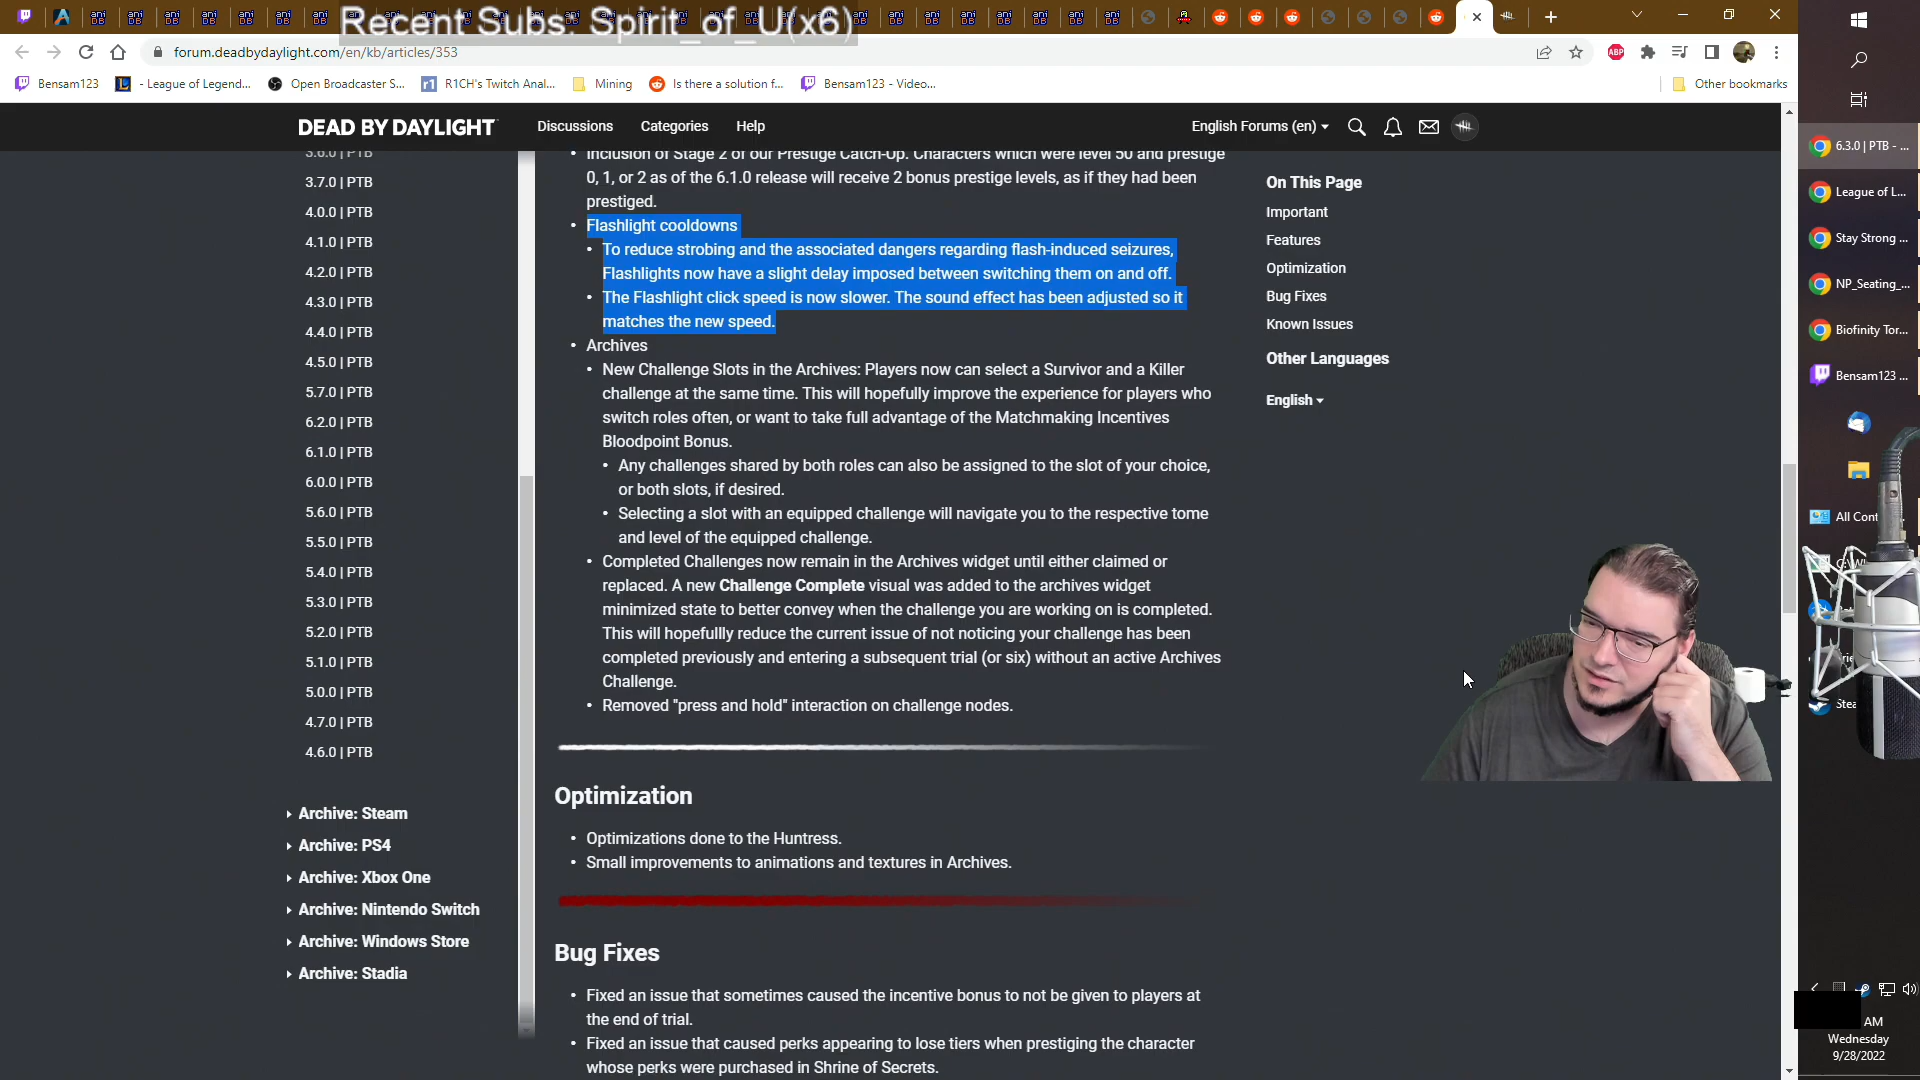 Recent Subs: Spirit_of_U(x6)
forum.deadbydaylight.com/en/kb/articles/353
Bensam123
- League of Legend...
Open Broadcaster S...
R1CH's Twitch Anal...
Mining
Is there a solution f...
Bensam123 - Video...
Other bookmarks
DEAD BY DAYLIGHT
Discussions
Categories
Help
English Forums (en)
3.6.0 | PTB
3.7.0 | PTB
4.0.0 | PTB
4.1.0 | PTB
4.2.0 | PTB
4.3.0 | PTB
4.4.0 | PTB
4.5.0 | PTB
5.7.0 | PTB
6.2.0 | PTB
6.1.0 | PTB
6.0.0 | PTB
5.6.0 | PTB
5.5.0 | PTB
5.4.0 | PTB
5.3.0 | PTB
5.2.0 | PTB
5.1.0 | PTB
5.0.0 | PTB
4.7.0 | PTB
4.6.0 | PTB
Archive: Steam
Archive: PS4
Archive: Xbox One
Archive: Nintendo Switch
Archive: Windows Store
Archive: Stadia
Inclusion of Stage 2 of our Prestige Catch-Up. Characters which were level 50 and prestige
0, 1, or 2 as of the 6.1.0 release will receive 2 bonus prestige levels, as if they had been
prestiged.
Flashlight cooldowns
To reduce strobing and the associated dangers regarding flash-induced seizures,
Flashlights now have a slight delay imposed between switching them on and off.
The Flashlight click speed is now slower. The sound effect has been adjusted so it
matches the new speed.
Archives
New Challenge Slots in the Archives: Players now can select a Survivor and a Killer
challenge at the same time. This will hopefully improve the experience for players who
switch roles often, or want to take full advantage of the Matchmaking Incentives
Bloodpoint Bonus.
Any challenges shared by both roles can also be assigned to the slot of your choice,
or both slots, if desired.
Selecting a slot with an equipped challenge will navigate you to the respective tome
and level of the equipped challenge.
Completed Challenges now remain in the Archives widget until either claimed or
replaced. A new Challenge Complete visual was added to the archives widget
minimized state to better convey when the challenge you are working on is completed.
This will hopefullly reduce the current issue of not noticing your challenge has been
completed previously and entering a subsequent trial (or six) without an active Archives
Challenge.
Removed "press and hold" interaction on challenge nodes.
Optimization
Optimizations done to the Huntress.
Small improvements to animations and textures in Archives.
Bug Fixes
Fixed an issue that sometimes caused the incentive bonus to not be given to players at
the end of trial.
Fixed an issue that caused perks appearing to lose tiers when prestiging the character
whose perks were purchased in Shrine of Secrets.
On This Page
Important
Features
Optimization
Bug Fixes
Known Issues
Other Languages
English
6.3.0 | PTB - ...
League of L...
Stay Strong ...
NP_Seating_...
Biofinity Tor...
Bensam123 ...
All Cont
Stea
AM
Wednesday
9/28/2022